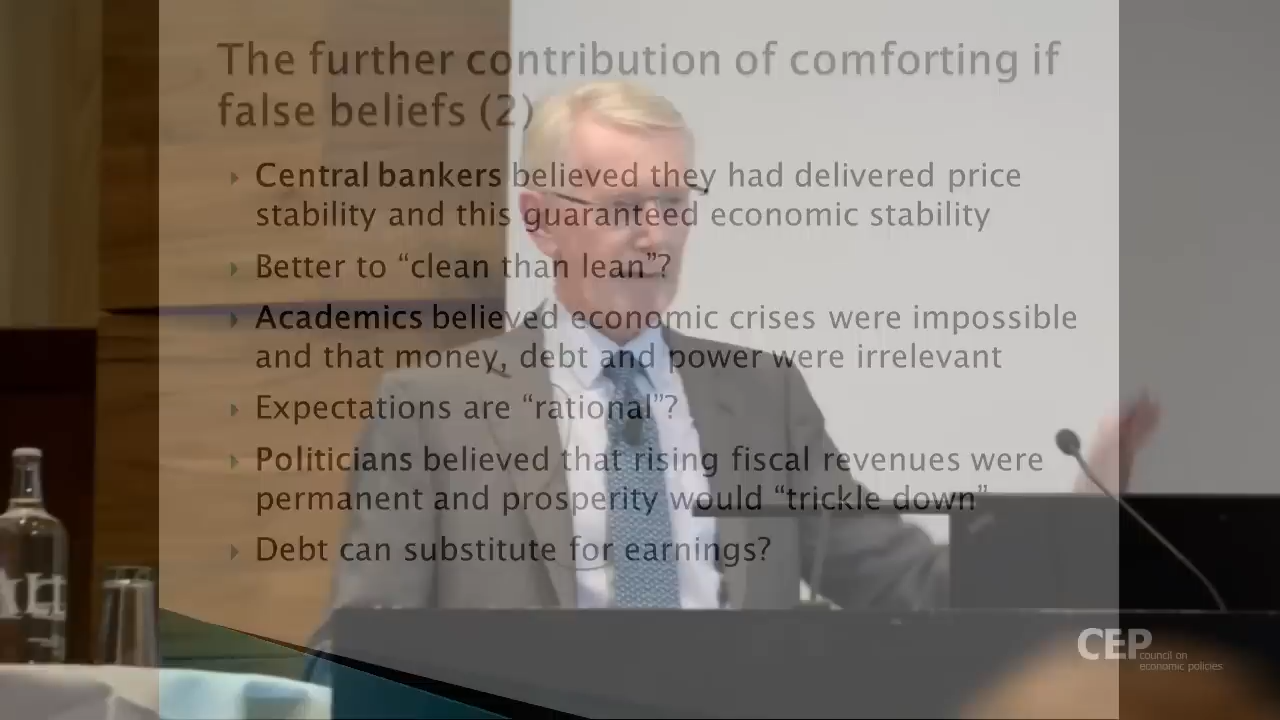 The further contribution of comforting if
false beliefs (2)
Central bankers believed they had delivered price
stability and this guaranteed economic stability
Better to “clean than lean”?
Academics believed economic crises were impossible
and that money, debt and power were irrelevant
Expectations are “rational”?
Politicians believed that rising fiscal revenues were
permanent and prosperity would “trickle down”
Debt can substitute for earnings?
CEP
council on
economic policies